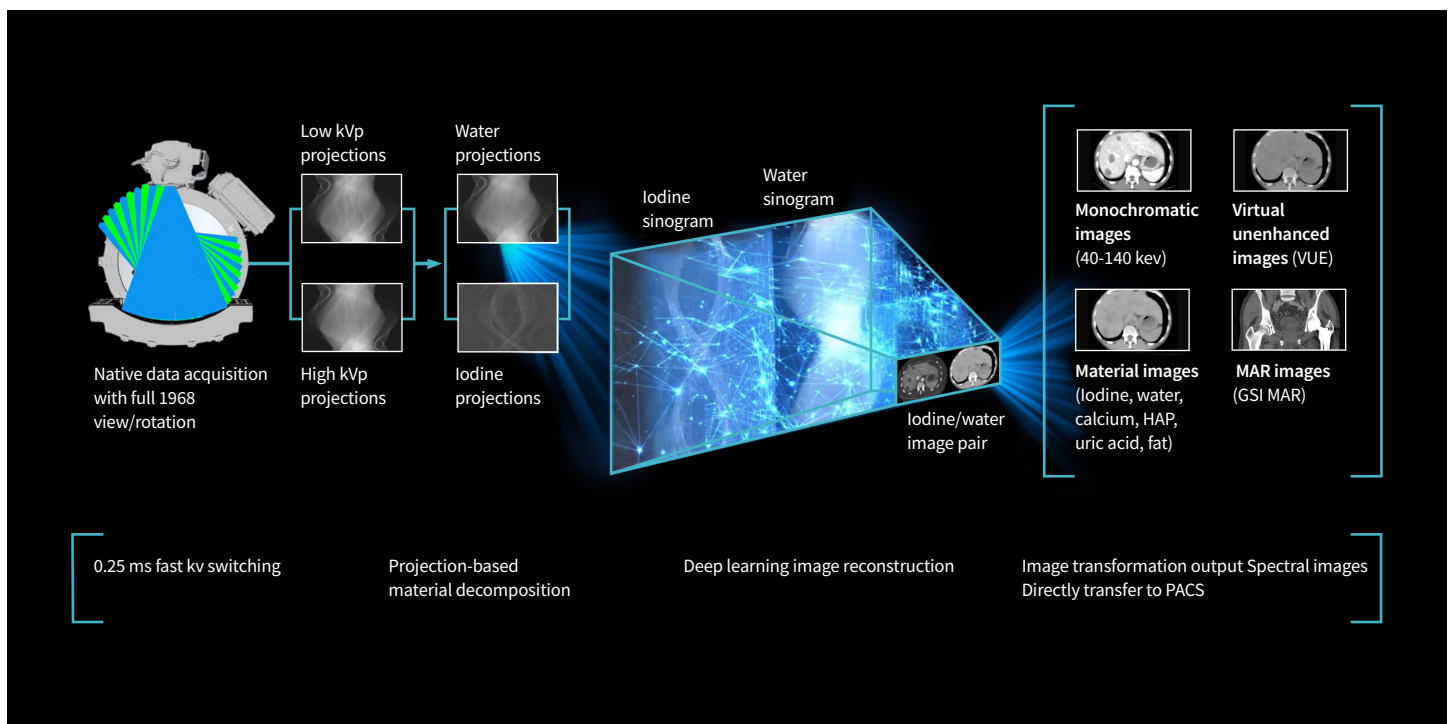 Low kVp
projections
Water
projections
Iodine
sinogram
Water
sinogram
Native data acquisition
with full 1968
view/rotation
High kVp
projections
Iodine
projections
Iodine/water
image pair
Monochromatic
images
(40-140 kev)
Virtual
unenhanced
images (VUE)
Material images
(Iodine, water,
calcium, HAP,
uric acid, fat)
MAR images
(GSI MAR)
0.25 ms fast kv switching
Projection-based
material decomposition
Deep learning image reconstruction
Image transformation output Spectral images
Directly transfer to PACS